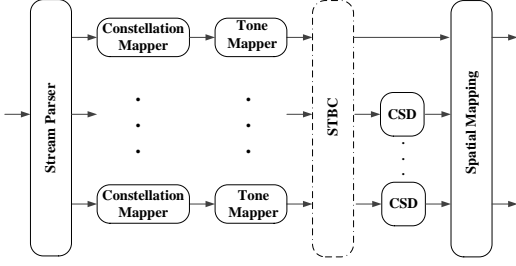 Stream Parser
Constellation
Mapper
Tone
Mapper
STBC
CSD
Spatial Mapping
Constellation
Mapper
Tone
Mapper
CSD